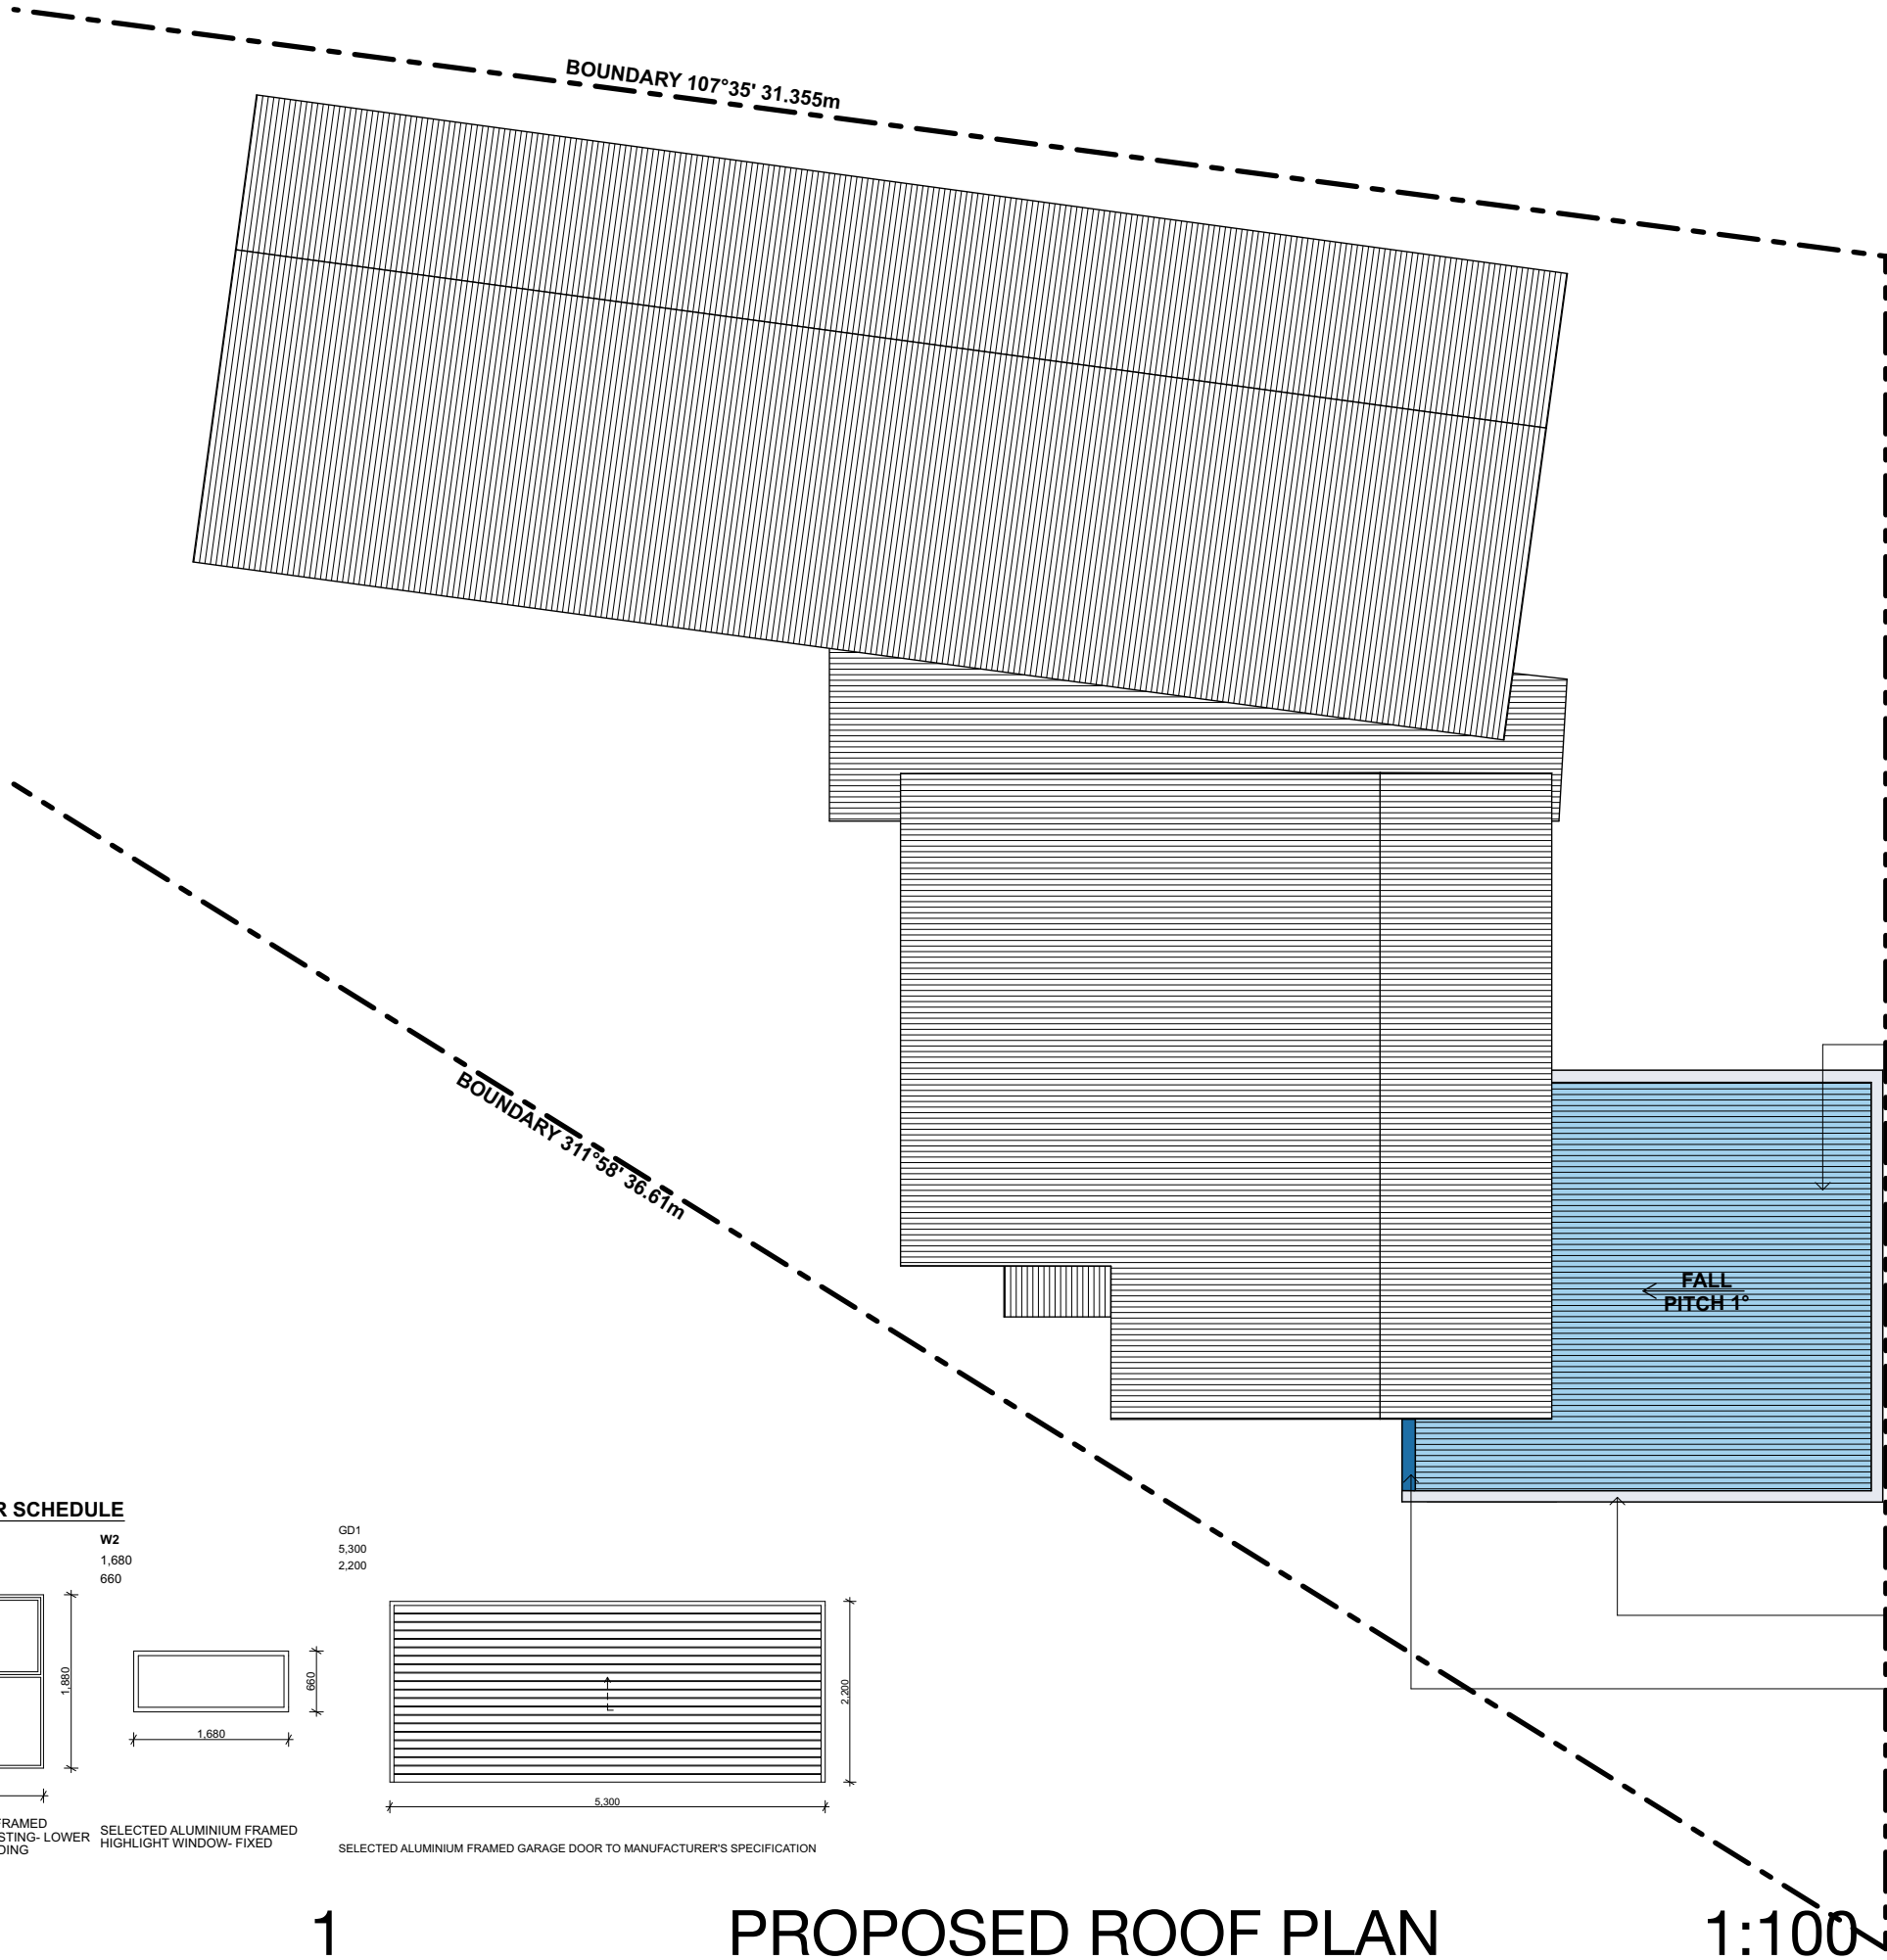 BOUNDARY 107°35' 31.355m
BOUNDARY 311°58' 36.61m
FALL
PITCH 1°
R SCHEDULE
W2
1,680
660
GD1
5,300
2,200
1,880
660
1,680
2,200
5,300
FRAMED
STING- LOWER
DING
SELECTED ALUMINIUM FRAMED
HIGHLIGHT WINDOW- FIXED
SELECTED ALUMINIUM FRAMED GARAGE DOOR TO MANUFACTURER'S SPECIFICATION
1 PROPOSED ROOF PLAN 1:100